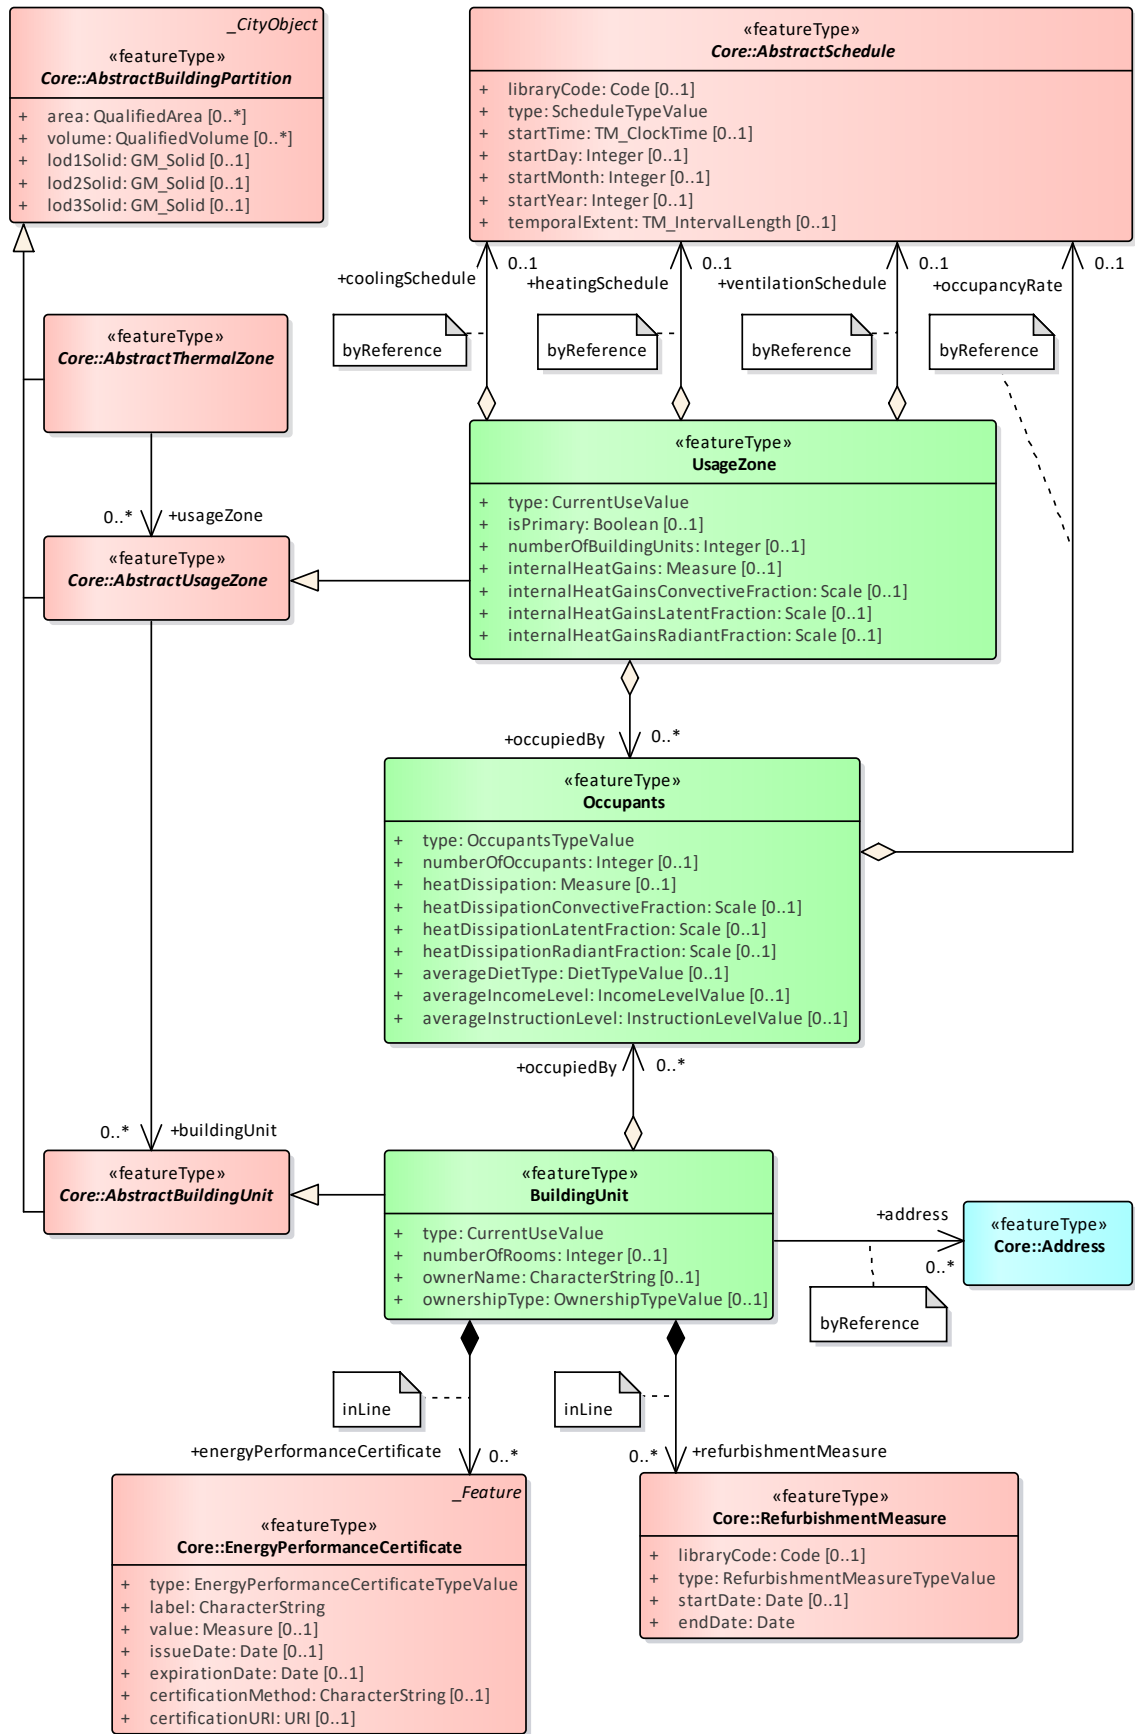 _CityObject
«featureType»
Core::AbstractBuildingPartition
+ area: QualifiedArea [0..*]
+ volume: QualifiedVolume [0..*]
+ lod1Solid: GM_Solid [0..1]
+ lod2Solid: GM_Solid [0..1]
+ lod3Solid: GM_Solid [0..1]
«featureType»
Core::AbstractSchedule
+ libraryCode: Code [0..1]
+ type: ScheduleTypeValue
+ startTime: TM_ClockTime [0..1]
+ startDay: Integer [0..1]
+ startMonth: Integer [0..1]
+ startYear: Integer [0..1]
+ temporalExtent: TM_IntervalLength [0..1]
+coolingSchedule
0..1
+heatingSchedule
0..1
+ventilationSchedule
0..1
+occupancyRate
0..1
byReference
byReference
byReference
byReference
«featureType»
Core::AbstractThermalZone
0..*
+usageZone
«featureType»
Core::AbstractUsageZone
«featureType»
UsageZone
+ type: CurrentUseValue
+ isPrimary: Boolean [0..1]
+ numberOfBuildingUnits: Integer [0..1]
+ internalHeatGains: Measure [0..1]
+ internalHeatGainsConvectiveFraction: Scale [0..1]
+ internalHeatGainsLatentFraction: Scale [0..1]
+ internalHeatGainsRadiantFraction: Scale [0..1]
+occupiedBy
0..*
«featureType»
Occupants
+ type: OccupantsTypeValue
+ numberOfOccupants: Integer [0..1]
+ heatDissipation: Measure [0..1]
+ heatDissipationConvectiveFraction: Scale [0..1]
+ heatDissipationLatentFraction: Scale [0..1]
+ heatDissipationRadiantFraction: Scale [0..1]
+ averageDietType: DietTypeValue [0..1]
+ averageIncomeLevel: IncomeLevelValue [0..1]
+ averageInstructionLevel: InstructionLevelValue [0..1]
+occupiedBy
0..*
0..*
+buildingUnit
«featureType»
Core::AbstractBuildingUnit
«featureType»
BuildingUnit
+ type: CurrentUseValue
+ numberOfRooms: Integer [0..1]
+ ownerName: CharacterString [0..1]
+ ownershipType: OwnershipTypeValue [0..1]
+address
0..*
byReference
«featureType»
Core::Address
inLine
inLine
+energyPerformanceCertificate
0..*
0..*
+refurbishmentMeasure
_Feature
«featureType»
Core::EnergyPerformanceCertificate
+ type: EnergyPerformanceCertificateTypeValue
+ label: CharacterString
+ value: Measure [0..1]
+ issueDate: Date [0..1]
+ expirationDate: Date [0..1]
+ certificationMethod: CharacterString [0..1]
+ certificationURI: URI [0..1]
«featureType»
Core::RefurbishmentMeasure
+ libraryCode: Code [0..1]
+ type: RefurbishmentMeasureTypeValue
+ startDate: Date [0..1]
+ endDate: Date